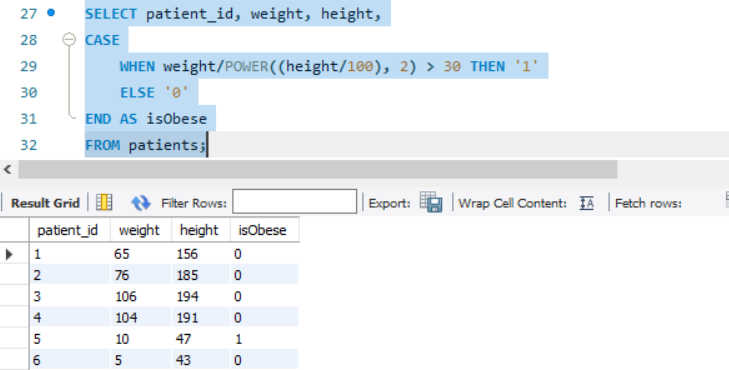 27 SELECT patient_id, weight, height,
28 CASE
29 WHEN weight/POWER((height/100), 2) > 30 THEN '1'
30 ELSE '0'
31 END AS isObese
32 FROM patients;
Result Grid Filter Rows: Export: Wrap Cell Content: IA Fetch rows:
patient_id weight height isObese
1 65 156 0
2 76 185 0
3 106 194 0
4 104 191 0
5 10 47 1
6 5 43 0